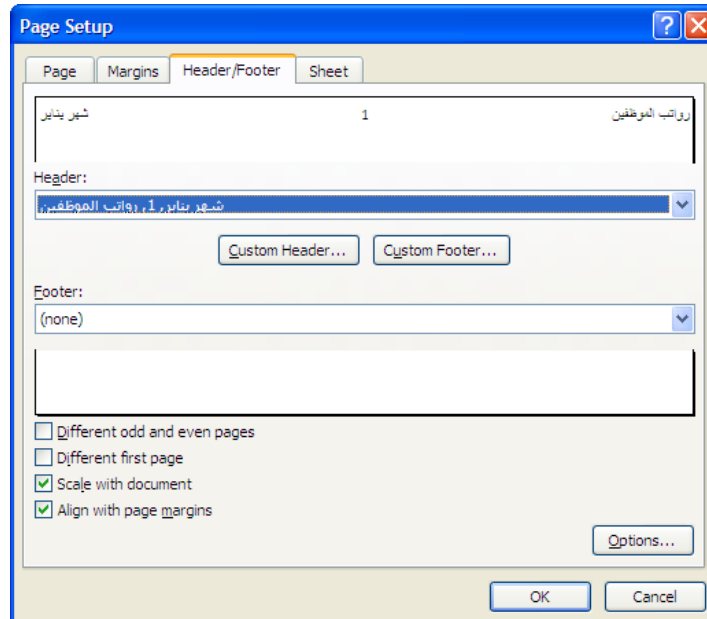 Page Setup
Page Margins Header/Footer Sheet
شهر يناير 1 رواتب الموظفين
Header:
شهر يناير, 1, رواتب الموظفين
Custom Header... Custom Footer...
Footer:
(none)
Different odd and even pages
Different first page
Scale with document
Align with page margins
Options...
OK Cancel